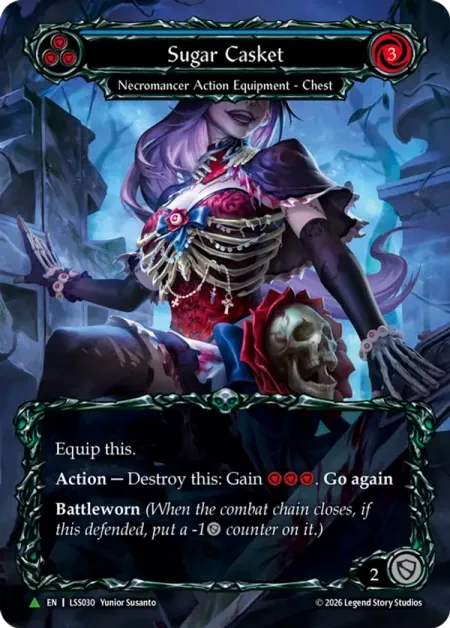 Sugar Casket
3
Necromancer Action Equipment - Chest
Equip this.
Action — Destroy this: Gain . Go again
Battleworn (When the combat chain closes, if
this defended, put a -1 counter on it.)
2
EN | LSS030 Yunior Susanto
© 2026 Legend Story Studios